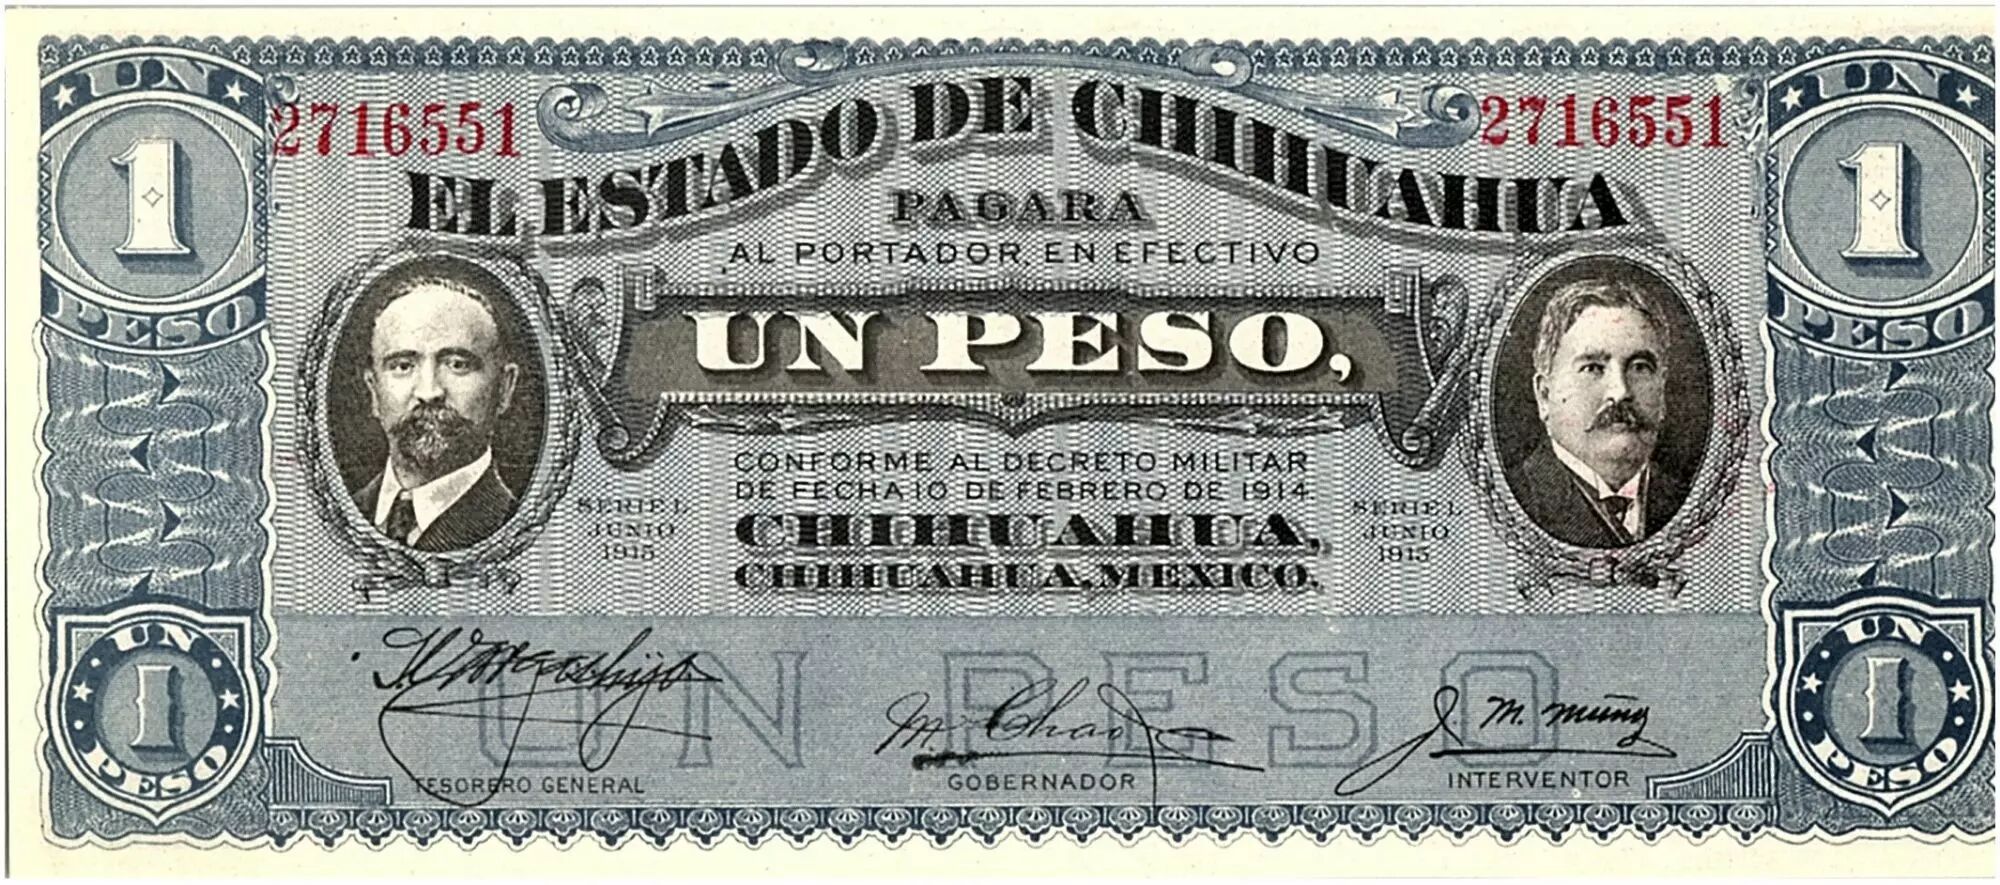 UN
2716551
2716551
UN
1
1
EL ESTADO DE CHIHUAHUA
PAGARA
AL PORTADOR, EN EFECTIVO
PESO
UN PESO,
PESO
CONFORME AL DECRETO MILITAR
DE FECHA 10 DE FEBRERO DE 1914
SERIE L
JUNIO
1915
SERIE L
JUNIO
1915
CHIHUAHUA,
CHIHUAHUA, MEXICO.
UN
1
PESO
UN PESO
UN
1
PESO
J. M. Muñoz
TESORERO GENERAL
GOBERNADOR
INTERVENTOR